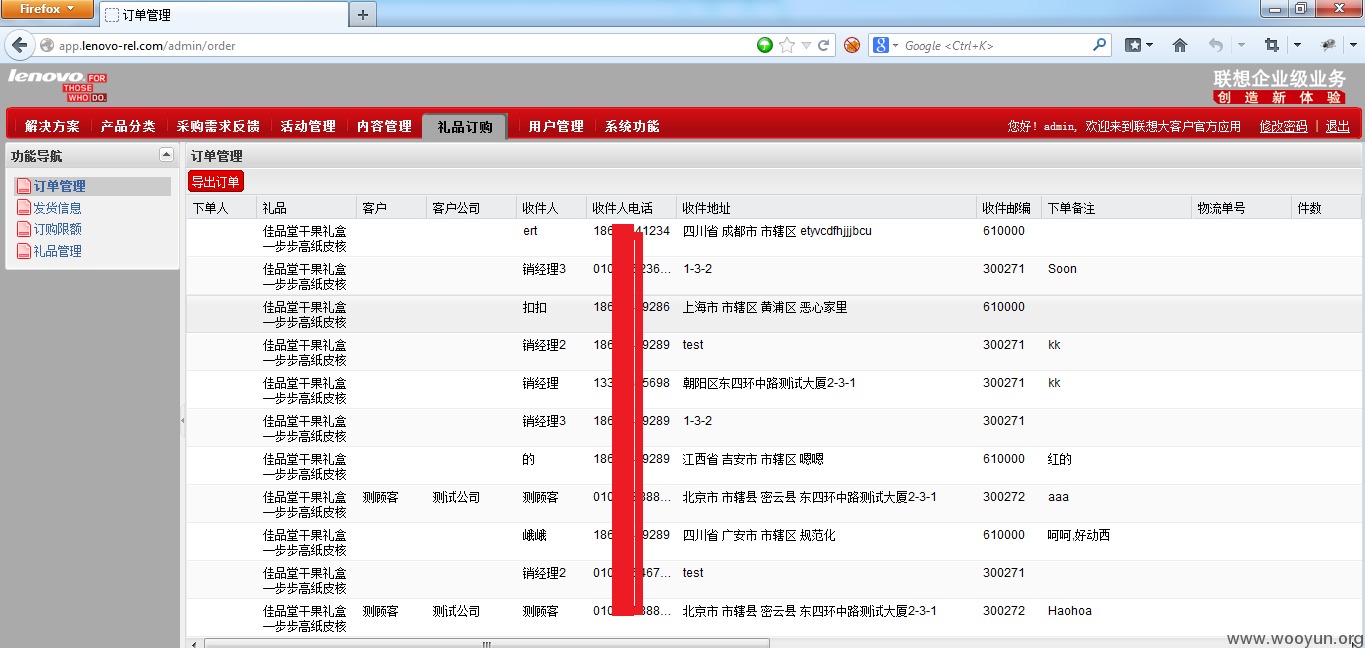 Firefox
订单管理
app.lenovo-rel.com/admin/order
Google <Ctrl+K>
lenovo FOR THOSE WHO DO.
联想企业级业务
创 造 新 体 验
解决方案 产品分类 采购需求反馈 活动管理 内容管理 礼品订购 用户管理 系统功能
您好！admin, 欢迎来到联想大客户官方应用 修改密码 | 退出
功能导航
订单管理
发货信息
订购限额
礼品管理
订单管理
导出订单
下单人 礼品 客户 客户公司 收件人 收件人电话 收件地址 收件邮编 下单备注 物流单号 件数
佳品堂干果礼盒 ert 186 41234 四川省 成都市 市辖区 etyvcdfhjjjbcu 610000
一步步高纸皮核
佳品堂干果礼盒 销经理3 010 236... 1-3-2 300271 Soon
一步步高纸皮核
佳品堂干果礼盒 扣扣 186 9286 上海市 市辖区 黄浦区 恶心家里 610000
一步步高纸皮核
佳品堂干果礼盒 销经理2 186 9289 test 300271 kk
一步步高纸皮核
佳品堂干果礼盒 销经理 133 5698 朝阳区东四环中路测试大厦2-3-1 300271 kk
一步步高纸皮核
佳品堂干果礼盒 销经理3 186 9289 1-3-2 300271
一步步高纸皮核
佳品堂干果礼盒 的 186 9289 江西省 吉安市 市辖区 嗯嗯 610000 红的
一步步高纸皮核
佳品堂干果礼盒 测顾客 测试公司 测顾客 010 888... 北京市 市辖县 密云县 东四环中路测试大厦2-3-1 300272 aaa
一步步高纸皮核
佳品堂干果礼盒 峨峨 186 9289 四川省 广安市 市辖区 规范化 610000 呵呵,好动西
一步步高纸皮核
佳品堂干果礼盒 销经理2 010 467... test 300271
一步步高纸皮核
佳品堂干果礼盒 测顾客 测试公司 测顾客 010 888... 北京市 市辖县 密云县 东四环中路测试大厦2-3-1 300272 Haohoa
一步步高纸皮核
www.wooyun.org